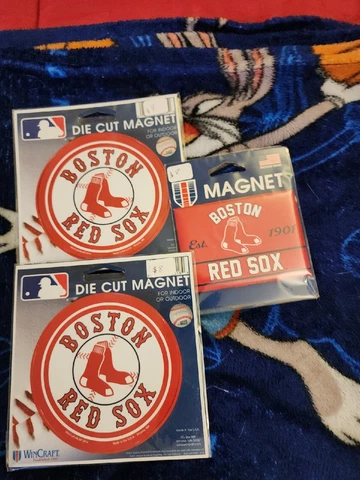 DIE CUT MAGNET
FOR INDOOR
OR OUTDOOR
BOSTON
RED SOX
MAGNET
BOSTON
Est. 1901
RED SOX
$8
DIE CUT MAGNET
FOR INDOOR
OR OUTDOOR
BOSTON
RED SOX
WINCRAFT